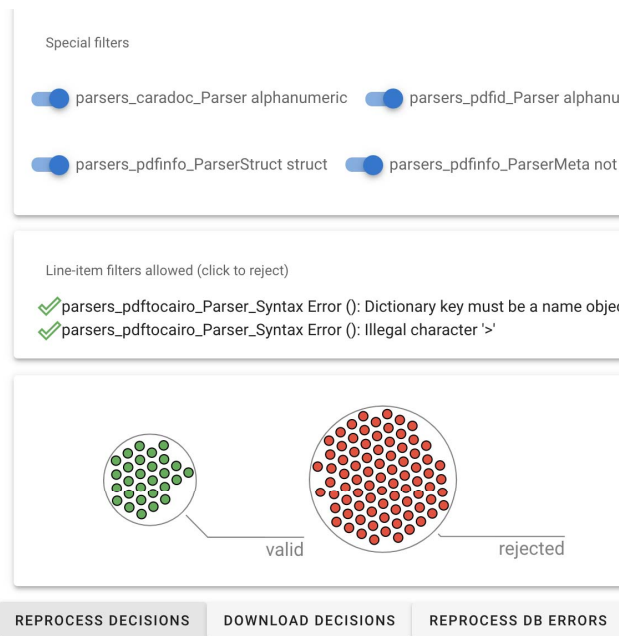 Special filters
parsers_caradoc_Parser alphanumeric parsers_pdfid_Parser alphanu
parsers_pdfinfo_ParserStruct struct parsers_pdfinfo_ParserMeta not
Line-item filters allowed (click to reject)
parsers_pdftocairo_Parser_Syntax Error (): Dictionary key must be a name objec
parsers_pdftocairo_Parser_Syntax Error (): Illegal character '>'
valid
rejected
REPROCESS DECISIONS DOWNLOAD DECISIONS REPROCESS DB ERRORS